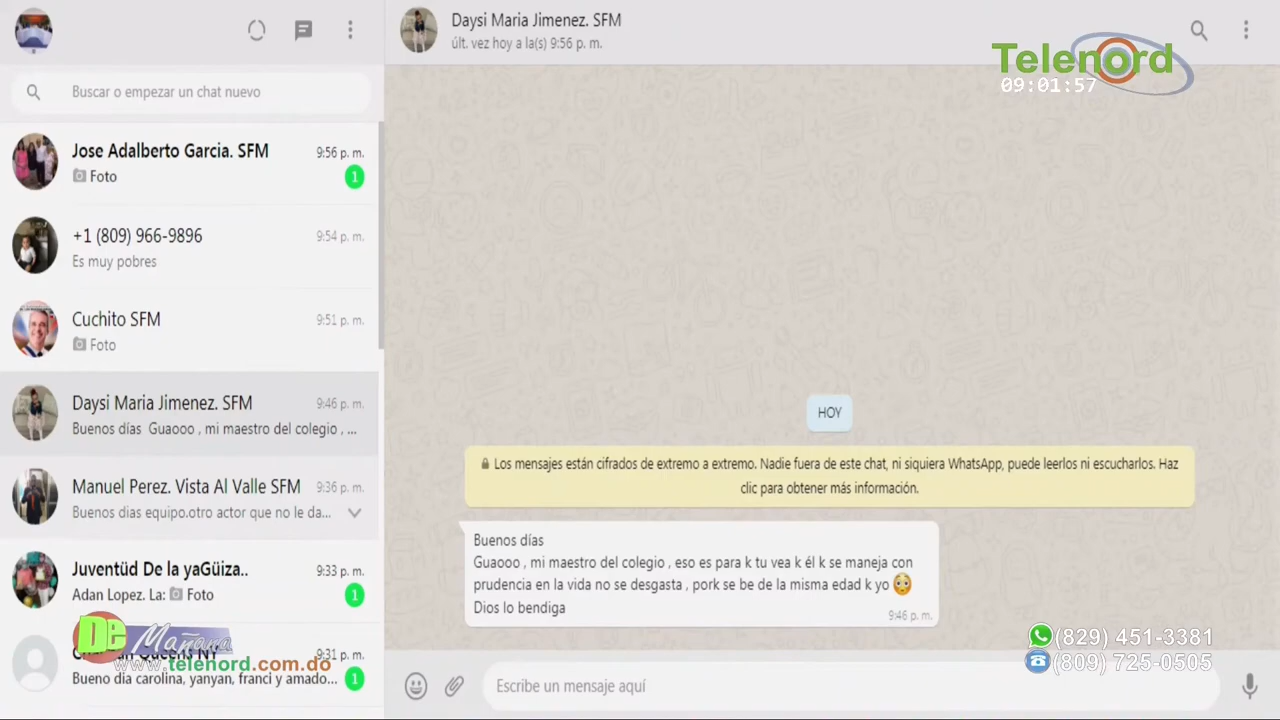 Buscar o empezar un chat nuevo
Jose Adalberto Garcia. SFM
9:56 p. m.
Foto
1
+1 (809) 966-9896
9:54 p. m.
Es muy pobres
Cuchito SFM
9:51 p. m.
Foto
Daysi Maria Jimenez. SFM
9:46 p. m.
Buenos días Guaooo , mi maestro del colegio , ...
Manuel Perez. Vista Al Valle SFM
9:36 p. m.
Buenos dias equipo.otro actor que no le da...
Juventüd De la yaGüiza..
9:33 p. m.
Adan Lopez. La: Foto
1
De Mañana
Queens NY
9:31 p. m.
www.telenord.com.do
Bueno dia carolina, yanyan, franci y amado...
1
Daysi Maria Jimenez. SFM
últ. vez hoy a la(s) 9:56 p. m.
Telenord
09:01:57
HOY
Los mensajes están cifrados de extremo a extremo. Nadie fuera de este chat, ni siquiera WhatsApp, puede leerlos ni escucharlos. Haz
clic para obtener más información.
Buenos días
Guaooo , mi maestro del colegio , eso es para k tu vea k él k se maneja con
prudencia en la vida no se desgasta , pork se be de la misma edad k yo 😳
Dios lo bendiga
9:46 p. m.
(829) 451-3381
(809) 725-0505
Escribe un mensaje aquí